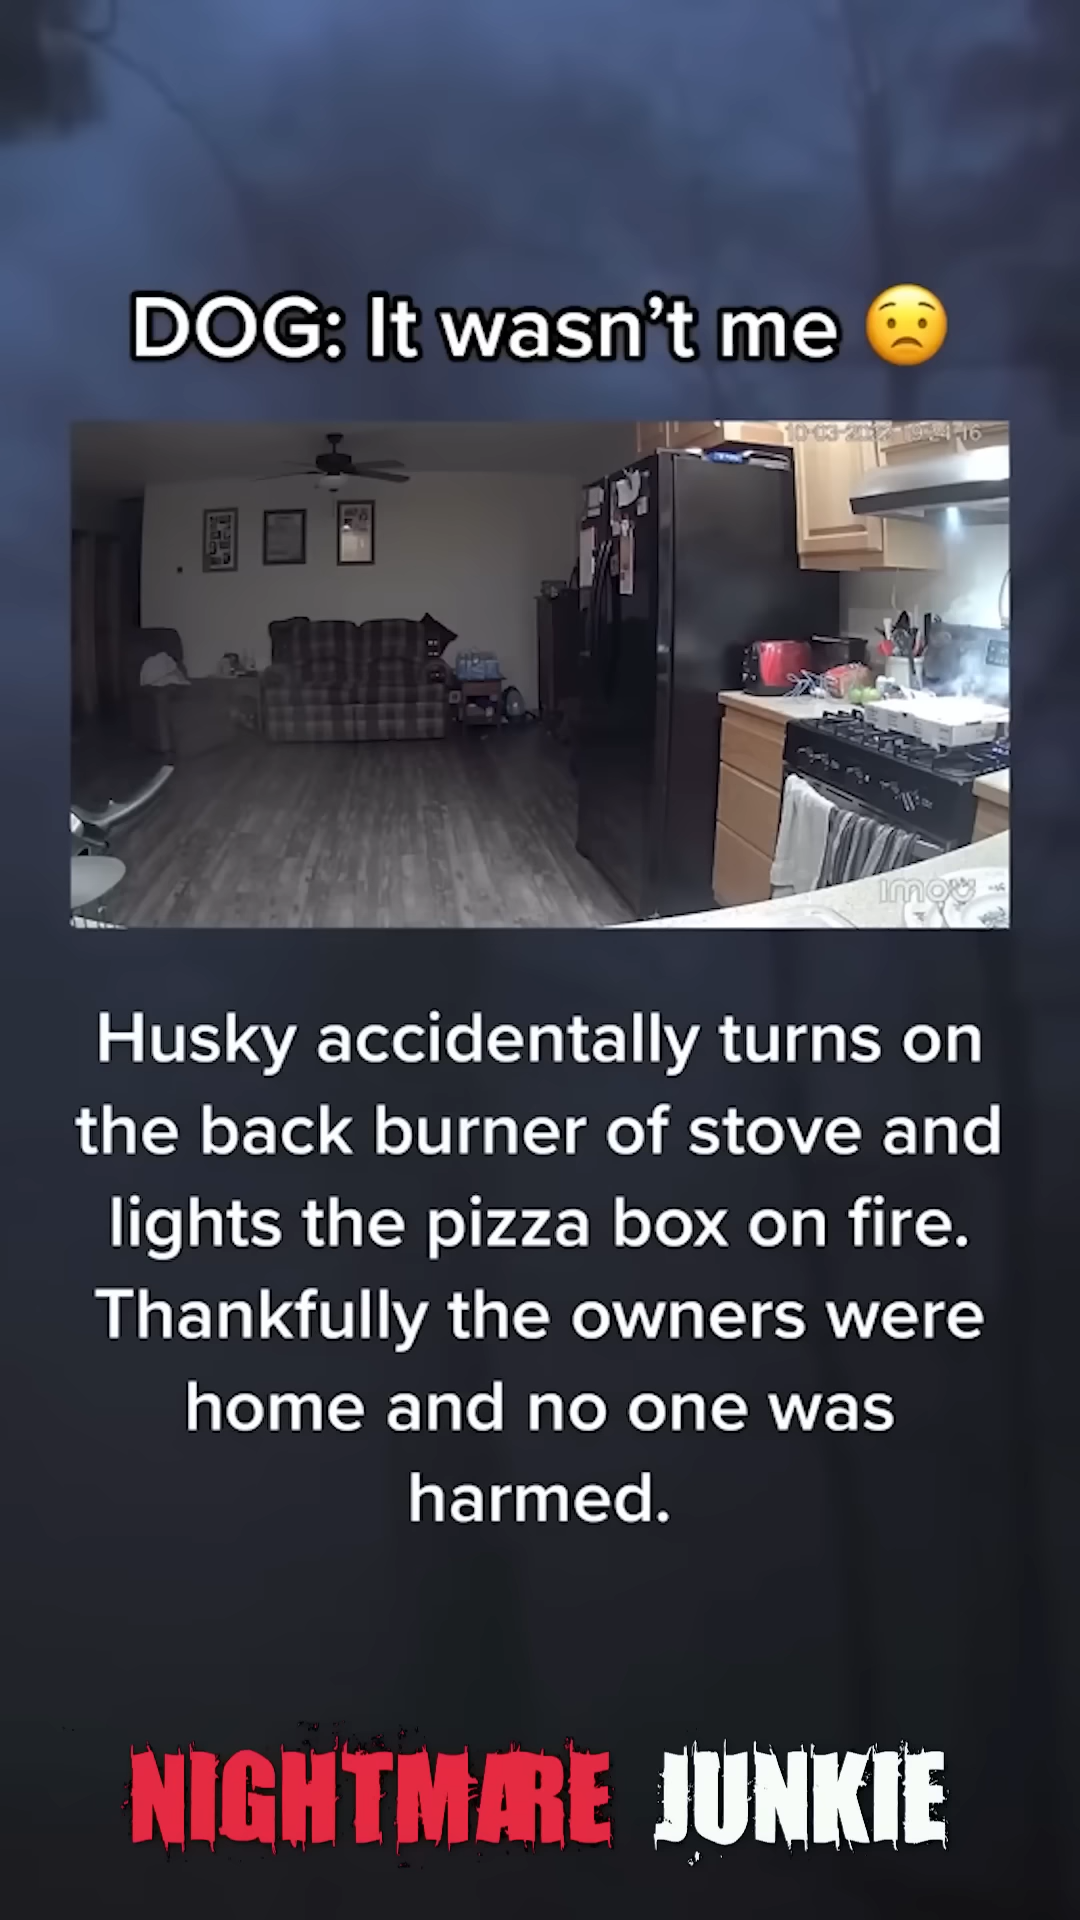 DOG: It wasn't me 😟
imou
Husky accidentally turns on
the back burner of stove and
lights the pizza box on fire.
Thankfully the owners were
home and no one was
harmed.
NIGHTMARE JUNKIE